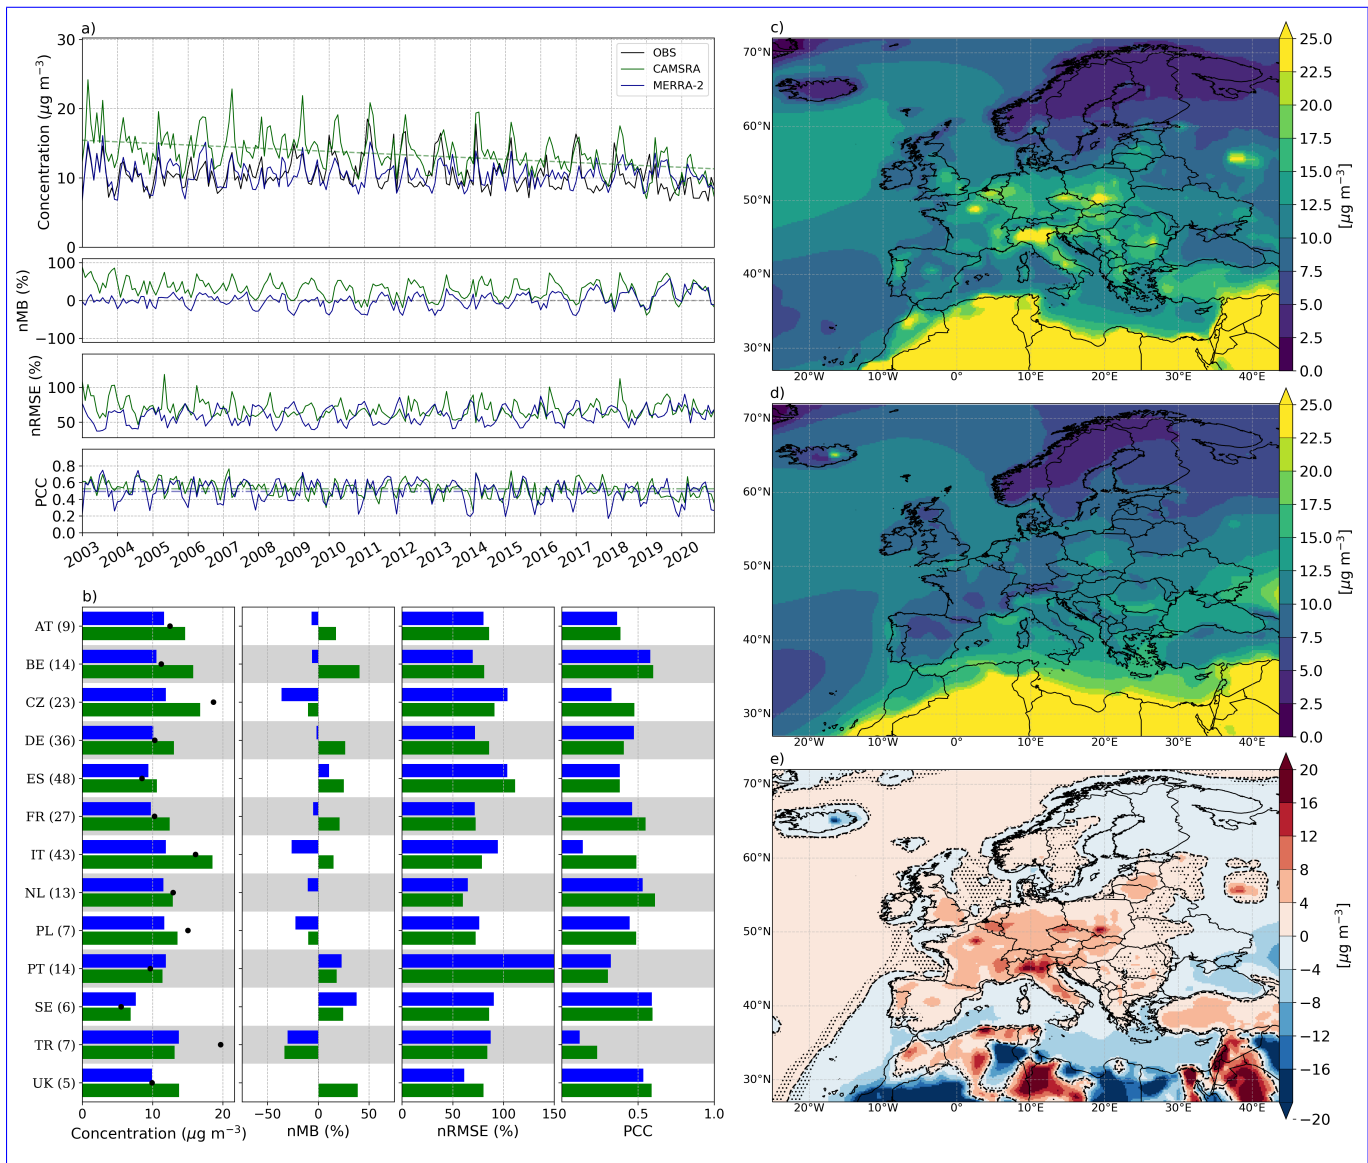 a)
30
20
10
0
Concentration (μg m⁻³)
OBS
CAMSRA
MERRA-2
100
0
−100
nMB (%)
100
50
nRMSE (%)
0.8
0.6
0.4
0.2
0.0
PCC
2003 2004 2005 2006 2007 2008 2009 2010 2011 2012 2013 2014 2015 2016 2017 2018 2019 2020
b)
AT (9)
BE (14)
CZ (23)
DE (36)
ES (48)
FR (27)
IT (43)
NL (13)
PL (7)
PT (14)
SE (6)
TR (7)
UK (5)
0 10 20
Concentration (μg m⁻³)
−50 0 50
nMB (%)
0 50 100 150
nRMSE (%)
0.5 1.0
PCC
c)
70°N
60°N
50°N
40°N
30°N
20°W 10°W 0° 10°E 20°E 30°E 40°E
25.0
22.5
20.0
17.5
15.0
12.5
10.0
7.5
5.0
2.5
0.0
[μg m⁻³]
d)
70°N
60°N
50°N
40°N
30°N
20°W 10°W 0° 10°E 20°E 30°E 40°E
25.0
22.5
20.0
17.5
15.0
12.5
10.0
7.5
5.0
2.5
0.0
[μg m⁻³]
e)
70°N
60°N
50°N
40°N
30°N
20°W 10°W 0° 10°E 20°E 30°E 40°E
20
16
12
8
4
0
−4
−8
−12
−16
−20
[μg m⁻³]